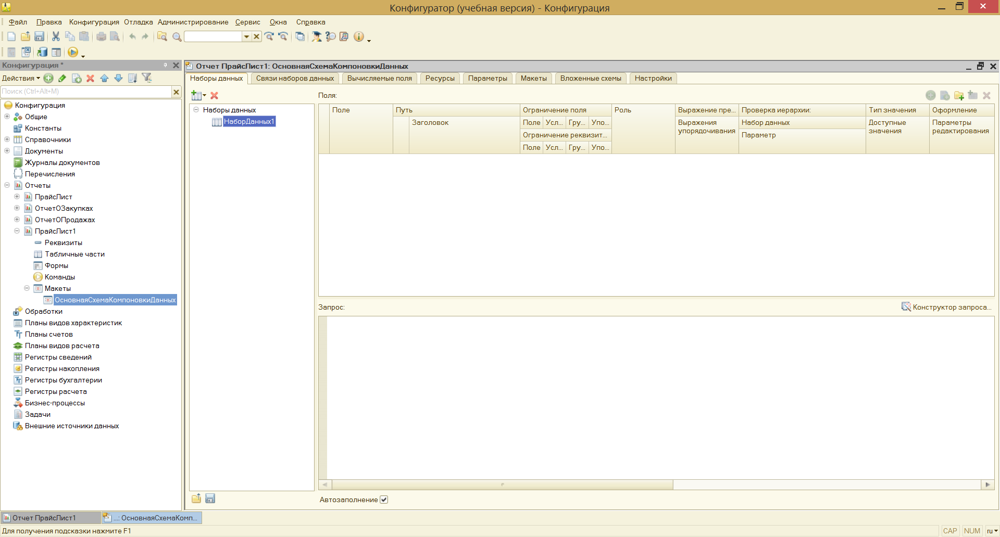 Конфигуратор (учебная версия) - Конфигурация
Файл Правка Конфигурация Отладка Администрирование Сервис Окна Справка
Конфигурация *
Действия
Поиск (Ctrl+Alt+M)
Конфигурация
Общие
Константы
Справочники
Документы
Журналы документов
Перечисления
Отчеты
ПрайсЛист
ОтчетОЗакупках
ОтчетОПродажах
ПрайсЛист1
Реквизиты
Табличные части
Формы
Команды
Макеты
ОсновнаяСхемаКомпоновкиДанных
Обработки
Планы видов характеристик
Планы счетов
Планы видов расчета
Регистры сведений
Регистры накопления
Регистры бухгалтерии
Регистры расчета
Бизнес-процессы
Задачи
Внешние источники данных
Отчет ПрайсЛист1: ОсновнаяСхемаКомпоновкиДанных
Наборы данных Связи наборов данных Вычисляемые поля Ресурсы Параметры Макеты Вложенные схемы Настройки
Наборы данных
НаборДанных1
Поля:
Поле Путь Ограничение поля Роль Выражение пре... Проверка иерархии: Тип значения Оформление
Заголовок Поле Усл... Гру... Упо... Выражения упорядочивания Набор данных Доступные значения Параметры редактирования
Ограничение реквизит... Параметр
Поле Усл... Гру... Упо...
Запрос:
Конструктор запроса...
Автозаполнение
Отчет ПрайсЛист1
...: ОсновнаяСхемаКомп...
Для получения подсказки нажмите F1
CAP NUM ru